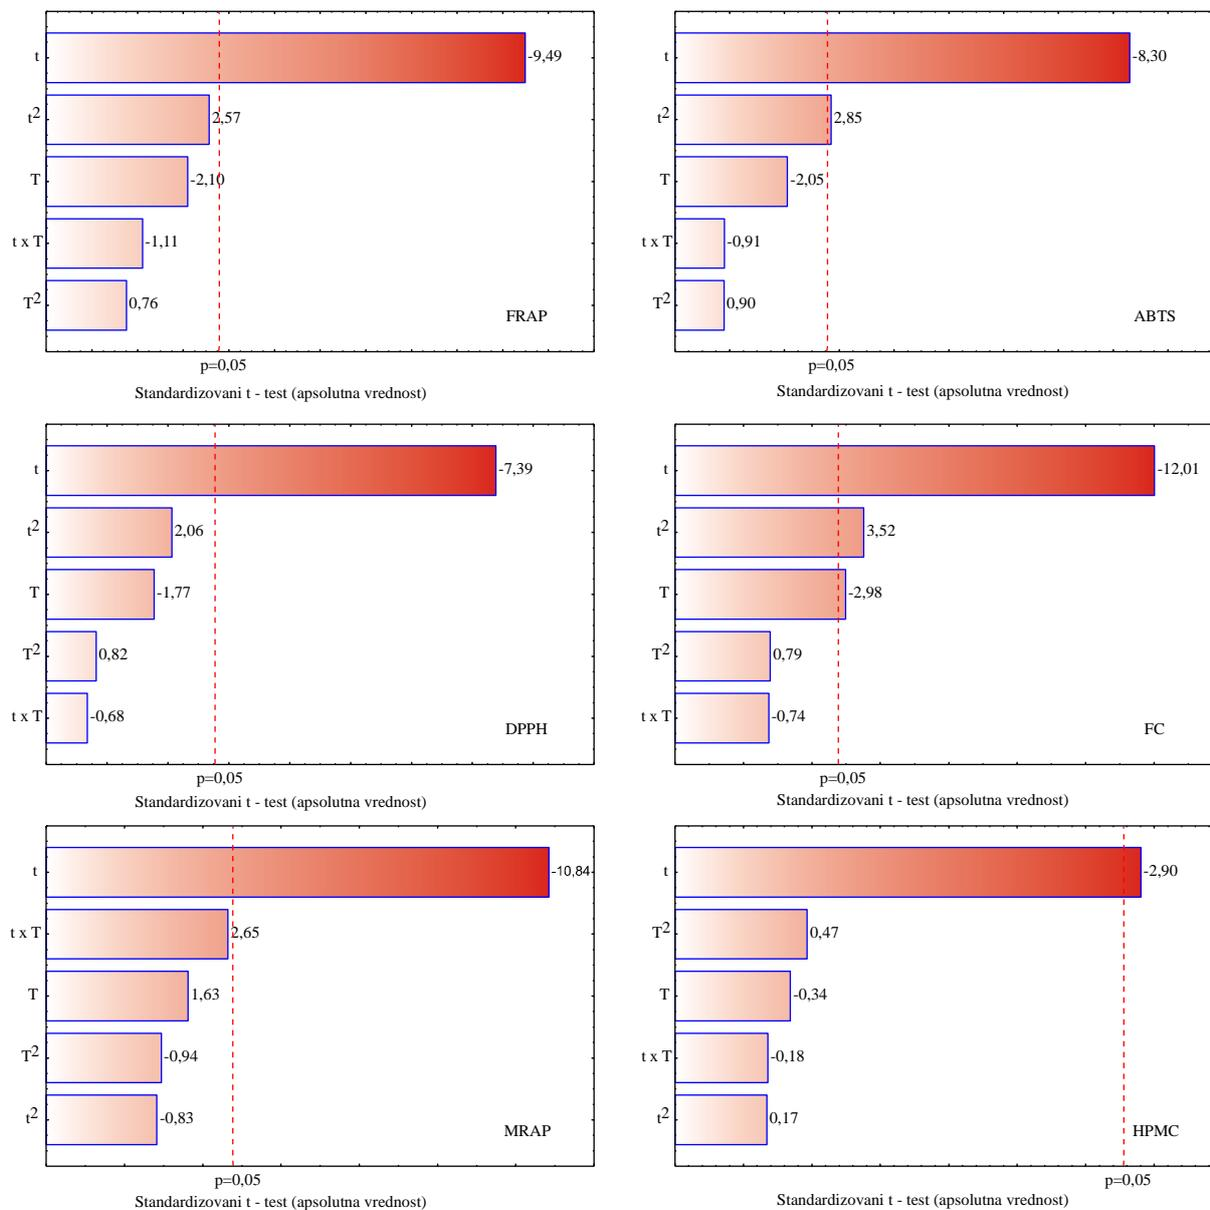 t
-9,49
t2
2,57
T
-2,10
t x T
-1,11
T2
0,76
FRAP
p=0,05
Standardizovani t - test (apsolutna vrednost)
t
-8,30
t2
2,85
T
-2,05
t x T
-0,91
T2
0,90
ABTS
p=0,05
Standardizovani t - test (apsolutna vrednost)
t
-7,39
t2
2,06
T
-1,77
T2
0,82
t x T
-0,68
DPPH
p=0,05
Standardizovani t - test (apsolutna vrednost)
t
-12,01
t2
3,52
T
-2,98
T2
0,79
t x T
-0,74
FC
p=0,05
Standardizovani t - test (apsolutna vrednost)
t
-10,84
t x T
2,65
T
1,63
T2
-0,94
t2
-0,83
MRAP
p=0,05
Standardizovani t - test (apsolutna vrednost)
t
-2,90
T2
0,47
T
-0,34
t x T
-0,18
t2
0,17
HPMC
p=0,05
Standardizovani t - test (apsolutna vrednost)